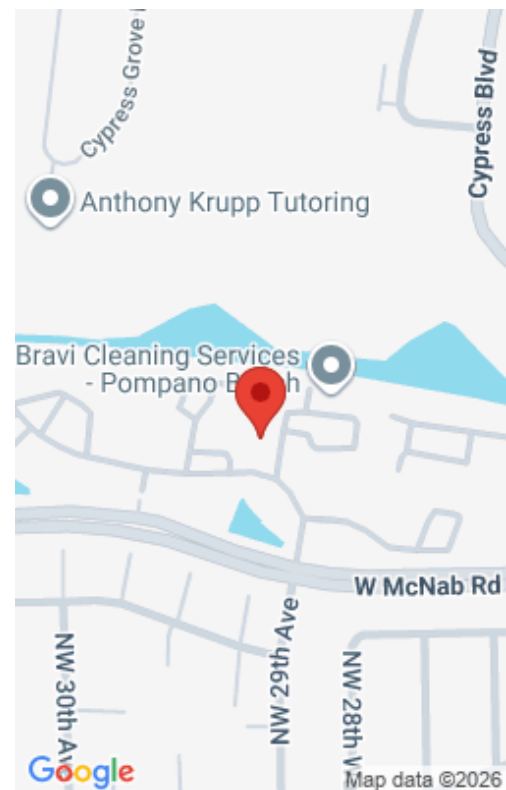 Cypress Grove
Cypress Blvd
Anthony Krupp Tutoring
Bravi Cleaning Services
- Pompano
W McNab Rd
NW 30th Av
NW 29th Ave
NW 28th W
Google
Map data ©2026